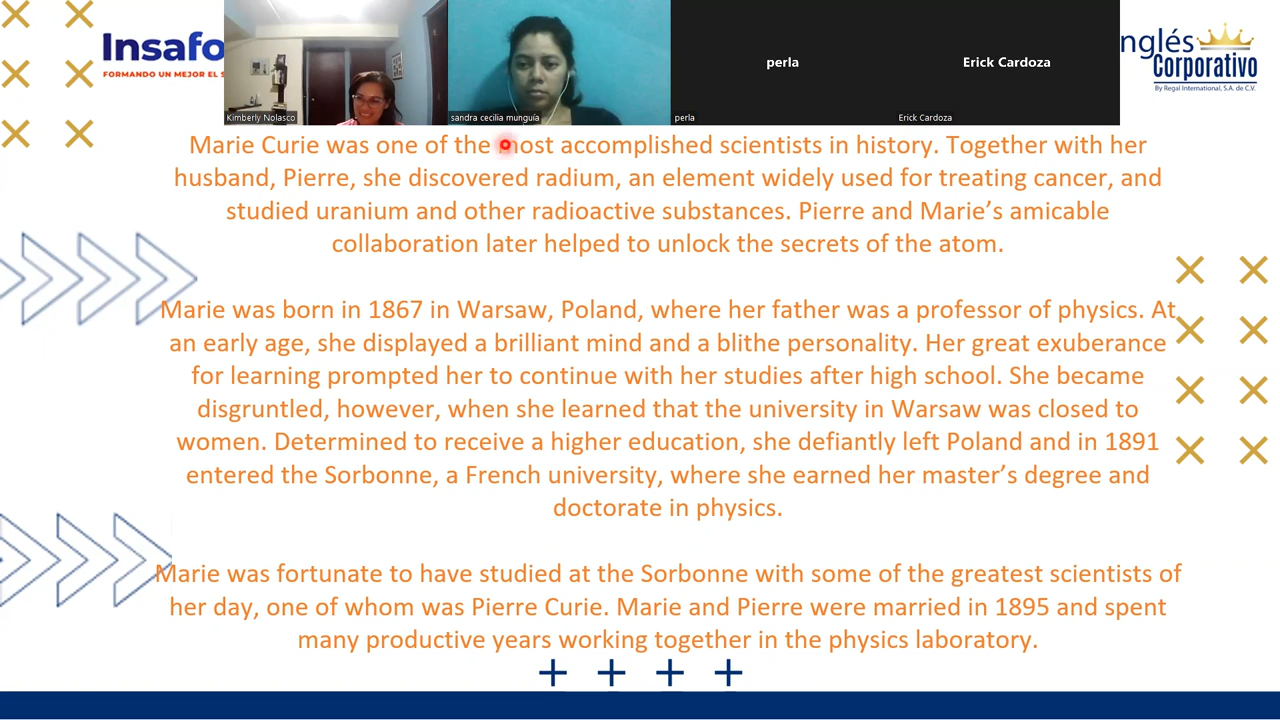 Insafo
FORMANDO UN MEJOR EL S
Kimberly Nolasco
sandra cecilia munguía
perla
perla
Erick Cardoza
Erick Cardoza
nglés
Corporativo
By Regal International, S.A. de C.V.
Marie Curie was one of the most accomplished scientists in history. Together with her
husband, Pierre, she discovered radium, an element widely used for treating cancer, and
studied uranium and other radioactive substances. Pierre and Marie’s amicable
collaboration later helped to unlock the secrets of the atom.
Marie was born in 1867 in Warsaw, Poland, where her father was a professor of physics. At
an early age, she displayed a brilliant mind and a blithe personality. Her great exuberance
for learning prompted her to continue with her studies after high school. She became
disgruntled, however, when she learned that the university in Warsaw was closed to
women. Determined to receive a higher education, she defiantly left Poland and in 1891
entered the Sorbonne, a French university, where she earned her master’s degree and
doctorate in physics.
Marie was fortunate to have studied at the Sorbonne with some of the greatest scientists of
her day, one of whom was Pierre Curie. Marie and Pierre were married in 1895 and spent
many productive years working together in the physics laboratory.